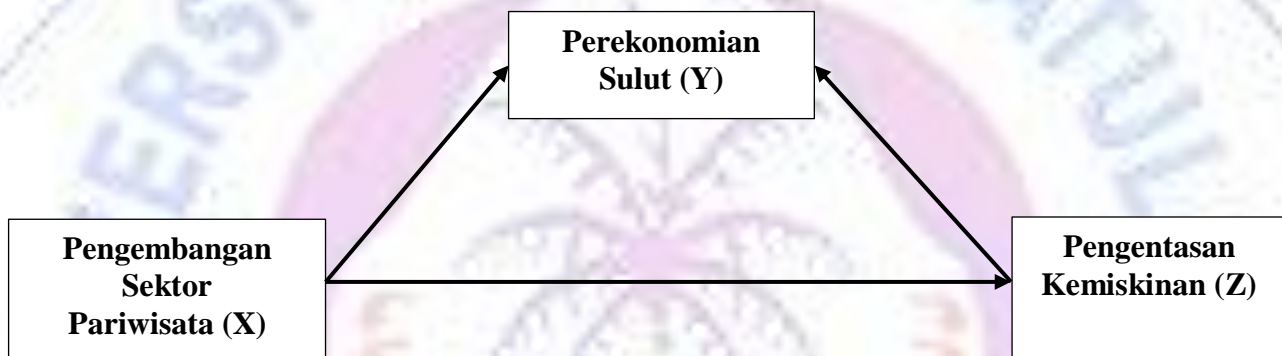 Perekonomian
Sulut (Y)
Pengembangan
Sektor
Pariwisata (X)
Pengentasan
Kemiskinan (Z)